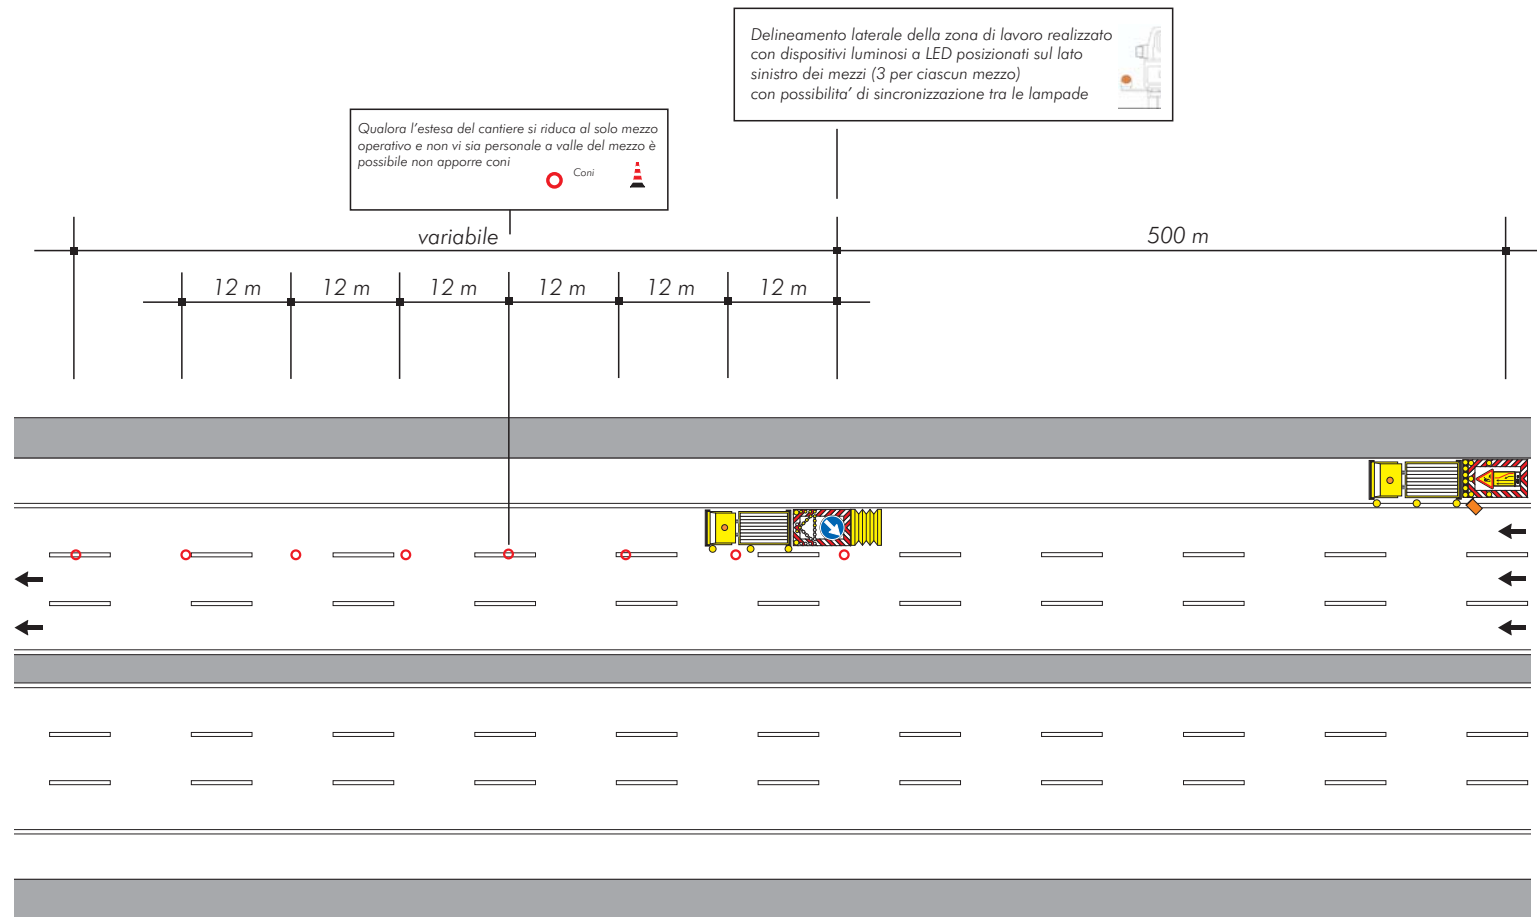 Delineamento laterale della zona di lavoro realizzato
con dispositivi luminosi a LED posizionati sul lato
sinistro dei mezzi (3 per ciascun mezzo)
con possibilita’ di sincronizzazione tra le lampade
Qualora l’estesa del cantiere si riduca al solo mezzo
operativo e non vi sia personale a valle del mezzo è
possibile non apporre coni
Coni
variabile
500 m
12 m
12 m
12 m
12 m
12 m
12 m